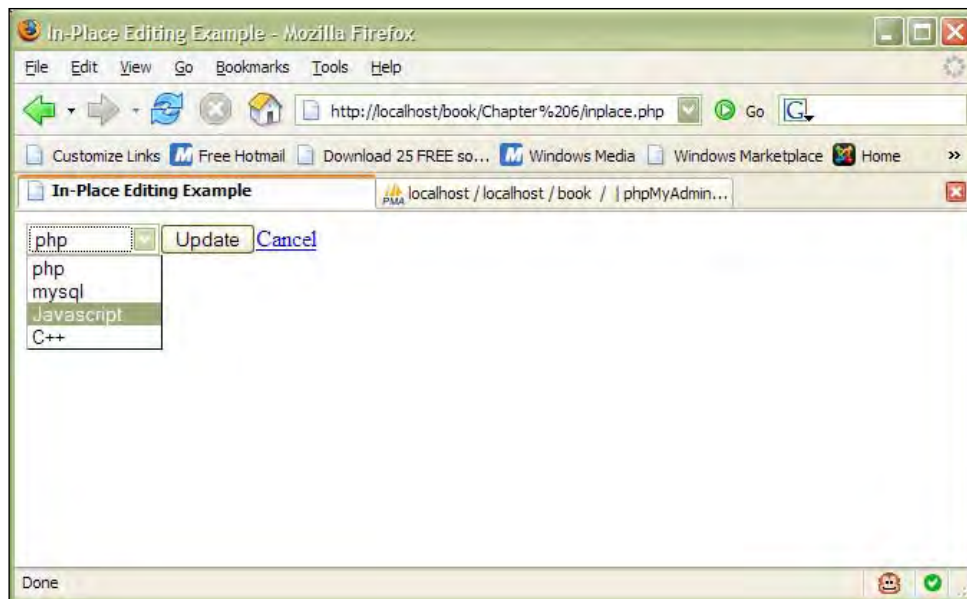 In-Place Editing Example - Mozilla Firefox
File Edit View Go Bookmarks Tools Help
http://localhost/book/Chapter%206/inplace.php Go G
Customize Links Free Hotmail Download 25 FREE so... Windows Media Windows Marketplace Home »
In-Place Editing Example PMA localhost / localhost / book / | phpMyAdmin...
php Update Cancel
php
mysql
Javascript
C++
Done